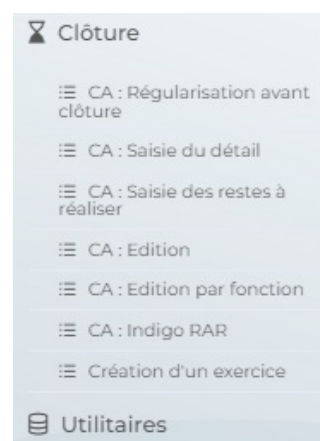 Clôture
CA : Régularisation avant
clôture
CA : Saisie du détail
CA : Saisie des restes à
réaliser
CA : Edition
CA : Edition par fonction
CA : Indigo RAR
Création d'un exercice
Utilitaires